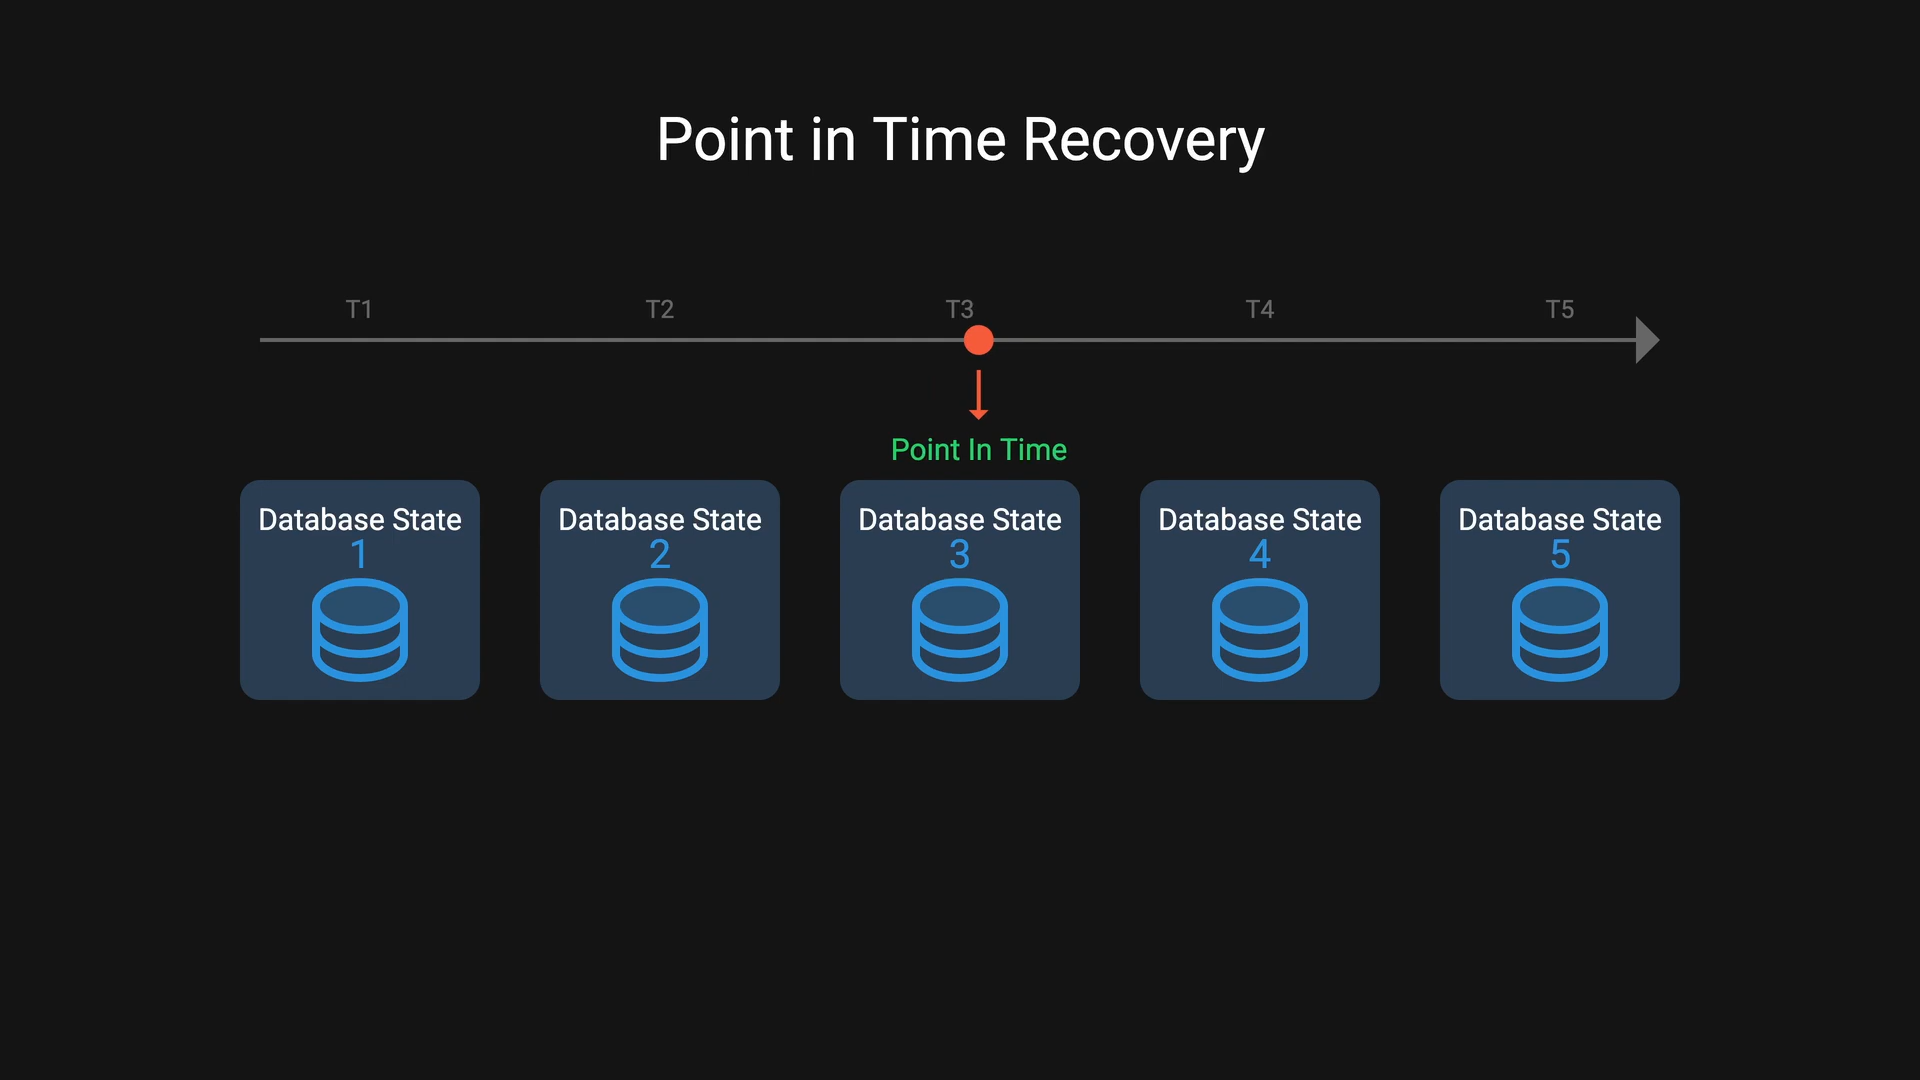 Point in Time Recovery
T1 T2 T3 T4 T5
Point In Time
Database State Database State Database State Database State Database State
1 2 3 4 5